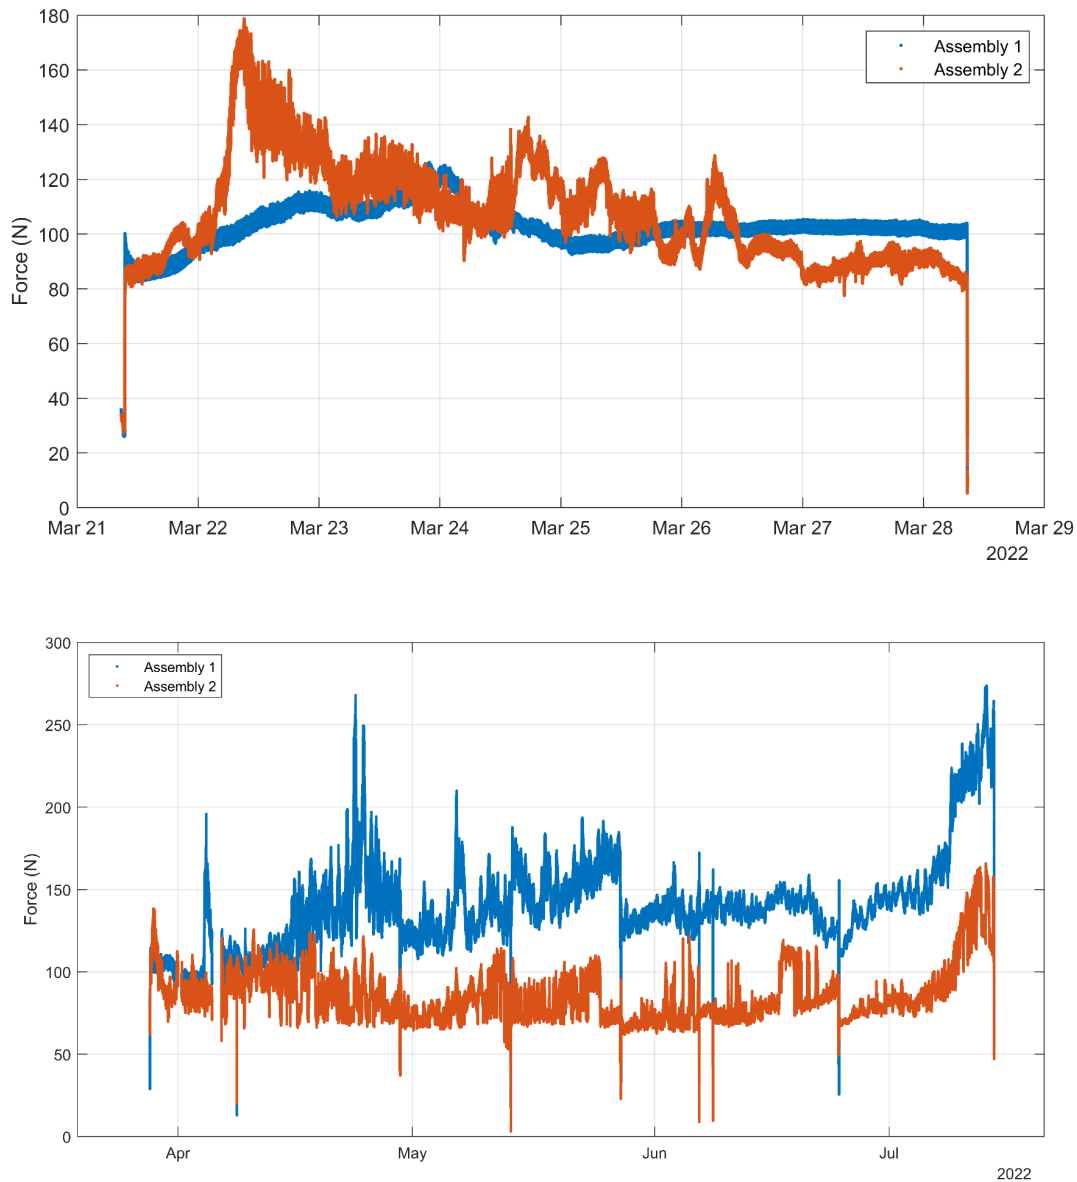 180
160
140
120
100
80
60
40
20
0
Force (N)
Assembly 1
Assembly 2
Mar 21 Mar 22 Mar 23 Mar 24 Mar 25 Mar 26 Mar 27 Mar 28 Mar 29
2022
300
250
200
150
100
50
0
Force (N)
Assembly 1
Assembly 2
Apr May Jun Jul
2022